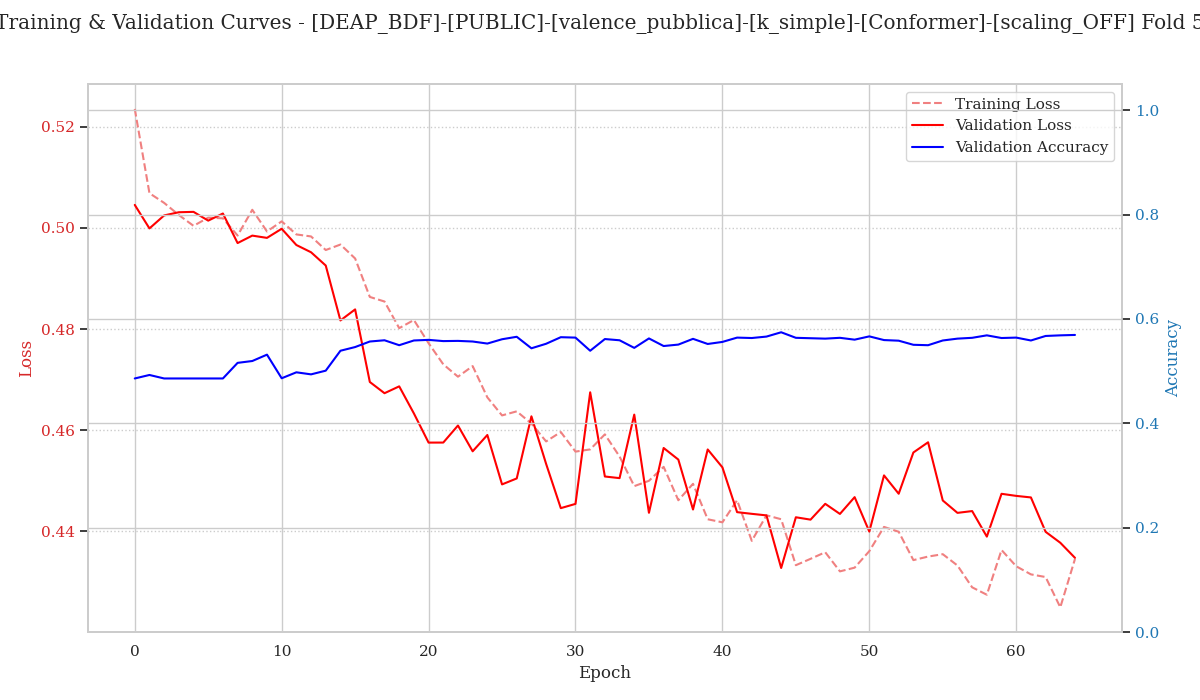 Training & Validation Curves - [DEAP_BDF]-[PUBLIC]-[valence_pubblica]-[k_simple]-[Conformer]-[scaling_OFF] Fold 5
Training Loss
Validation Loss
Validation Accuracy
Loss
0.52
0.50
0.48
0.46
0.44
1.0
0.8
0.6
0.4
0.2
0.0
Accuracy
0 10 20 30 40 50 60
Epoch